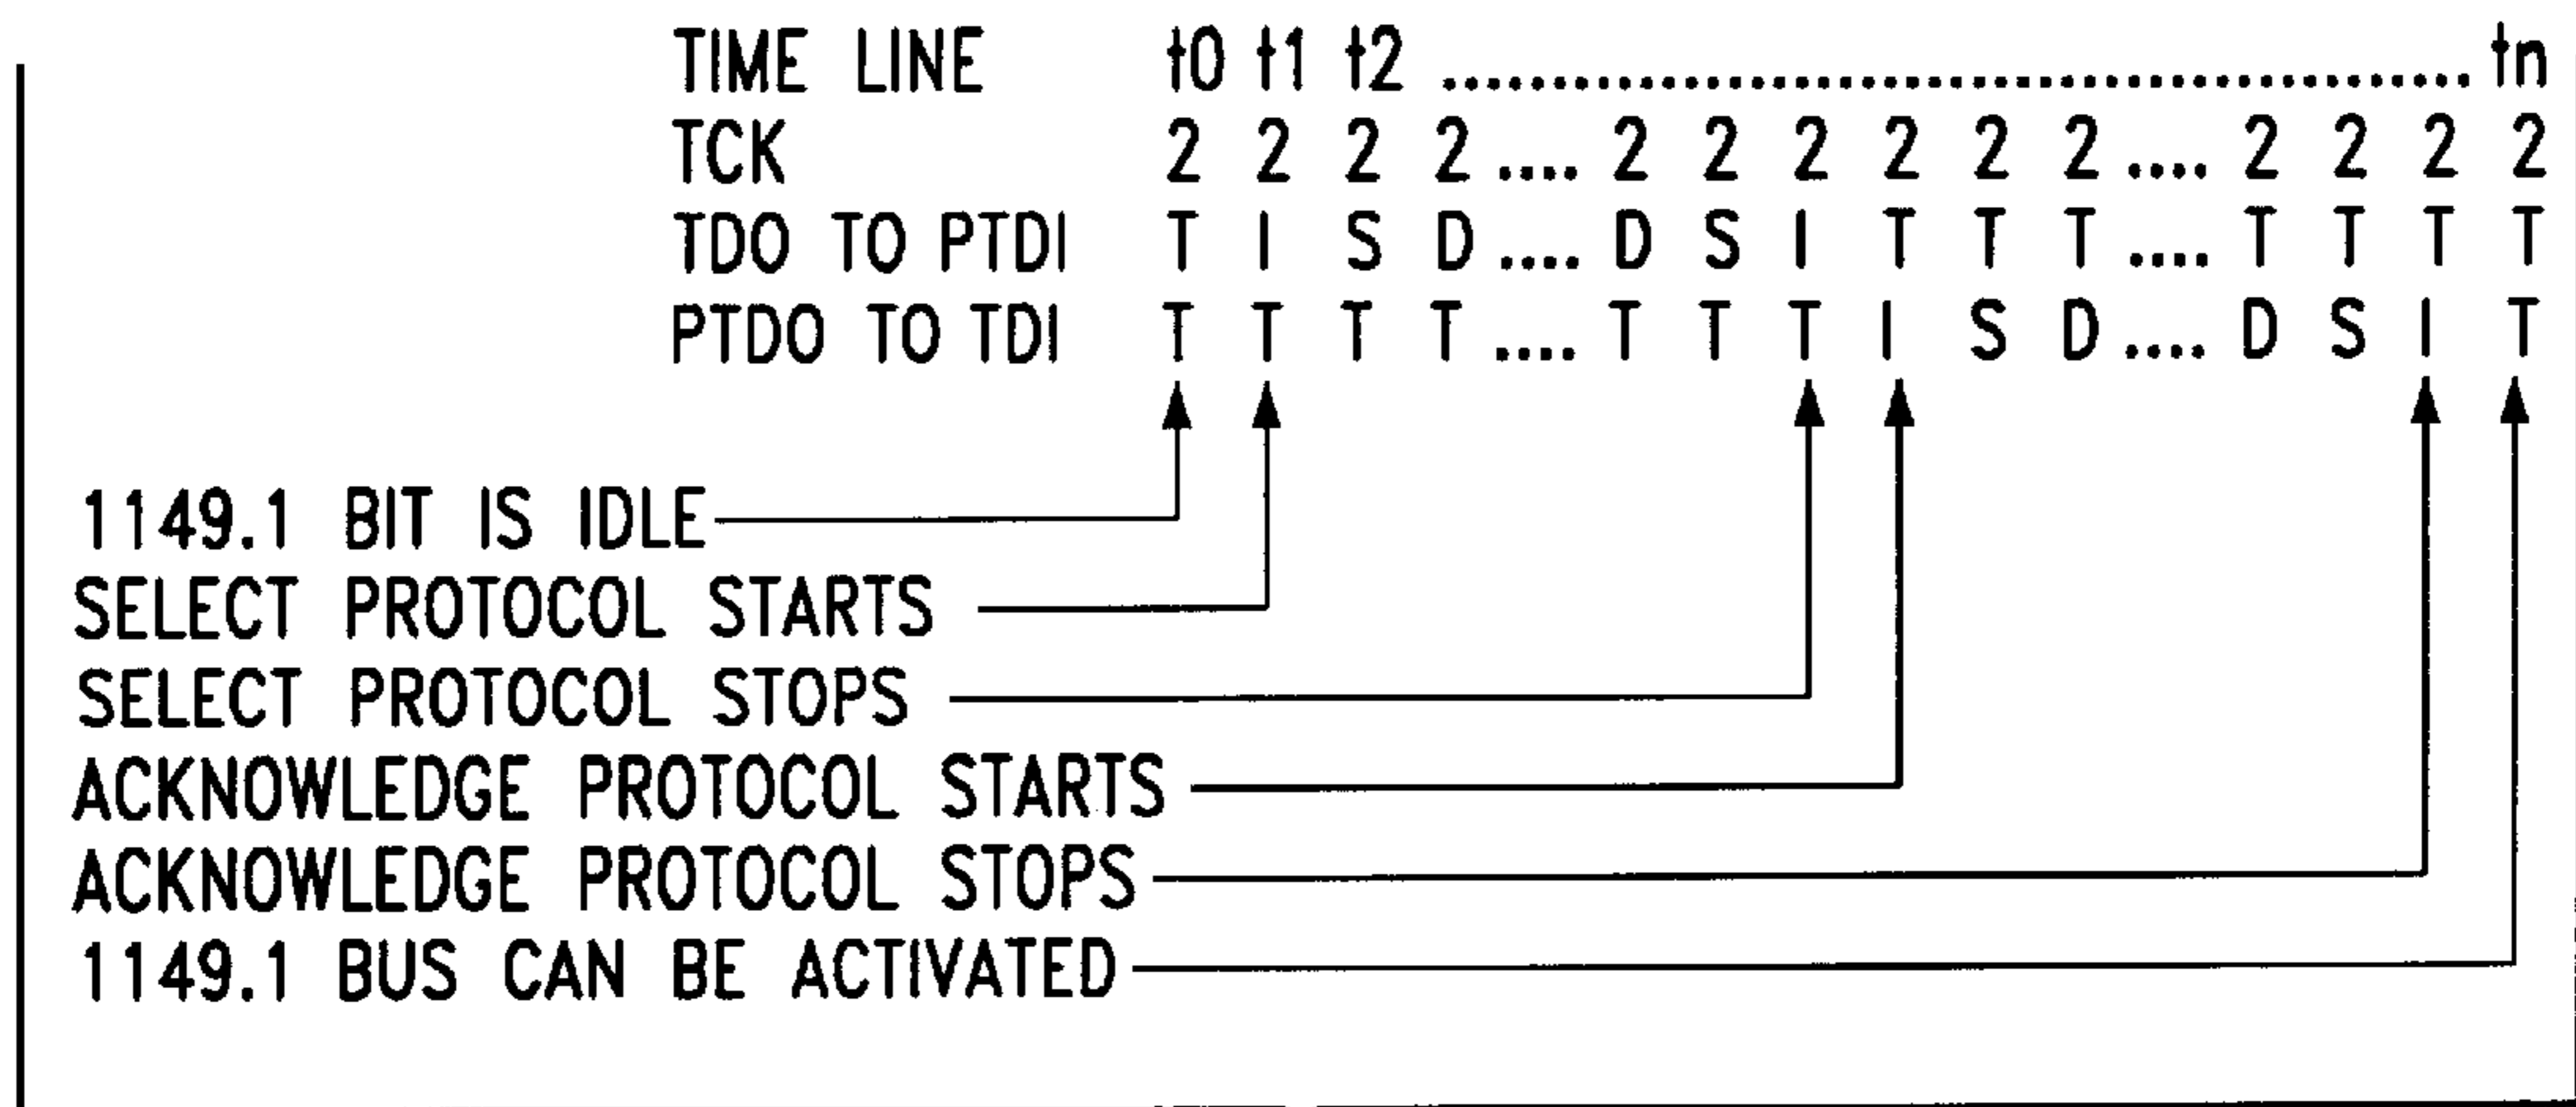 TIME LINE t0 t1 t2 .................................................. tn
TCK 2 2 2 2 .... 2 2 2 2 2 2 .... 2 2 2 2
TDO TO PTDI T I S D .... D S I T T T .... T T T T
PTDO TO TDI T T T T .... T T T I S D .... D S I T
1149.1 BIT IS IDLE
SELECT PROTOCOL STARTS
SELECT PROTOCOL STOPS
ACKNOWLEDGE PROTOCOL STARTS
ACKNOWLEDGE PROTOCOL STOPS
1149.1 BUS CAN BE ACTIVATED